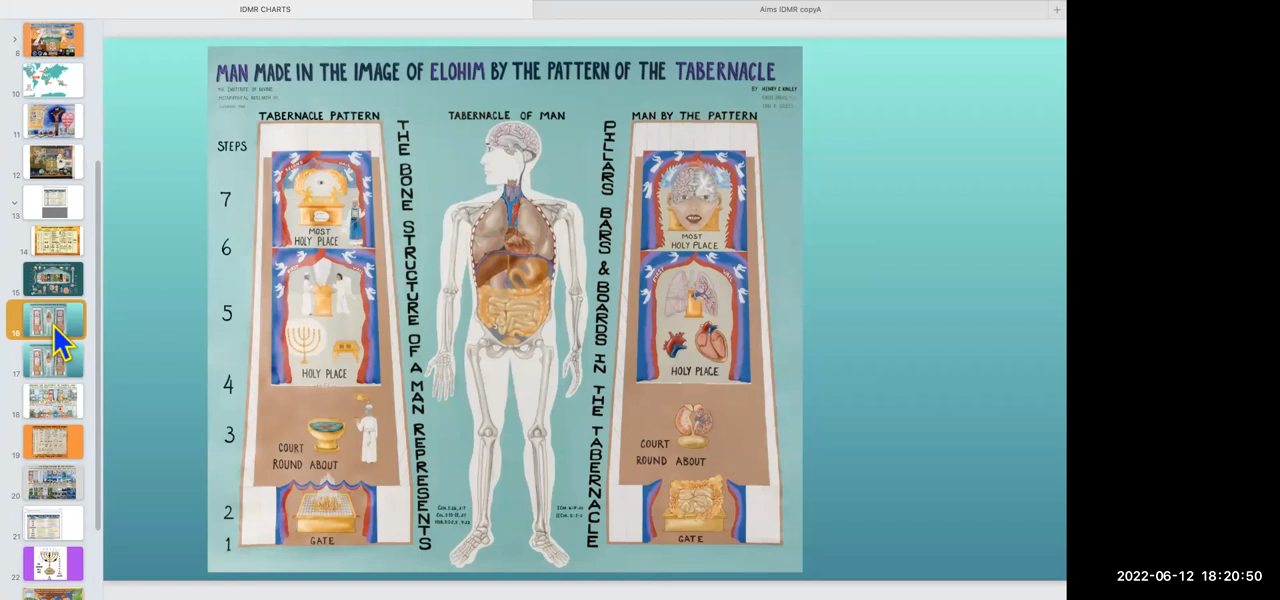 IDMR CHARTS
Aims IDMR copyA
8
10
11
12
13
14
15
16
17
18
19
20
21
22
MAN MADE IN THE IMAGE OF ELOHIM BY THE PATTERN OF THE TABERNACLE
BY HENRY C. KINLEY
TABERNACLE PATTERN
TABERNACLE OF MAN
MAN BY THE PATTERN
STEPS
7
6
5
4
3
2
1
MOST
HOLY PLACE
HOLY PLACE
COURT
ROUND ABOUT
GATE
THE BONE STRUCTURE OF A MAN REPRESENTS
PILLARS BARS & BOARDS IN THE TABERNACLE
MOST
HOLY PLACE
HOLY PLACE
COURT
ROUND ABOUT
GATE
2022-06-12 18:20:50